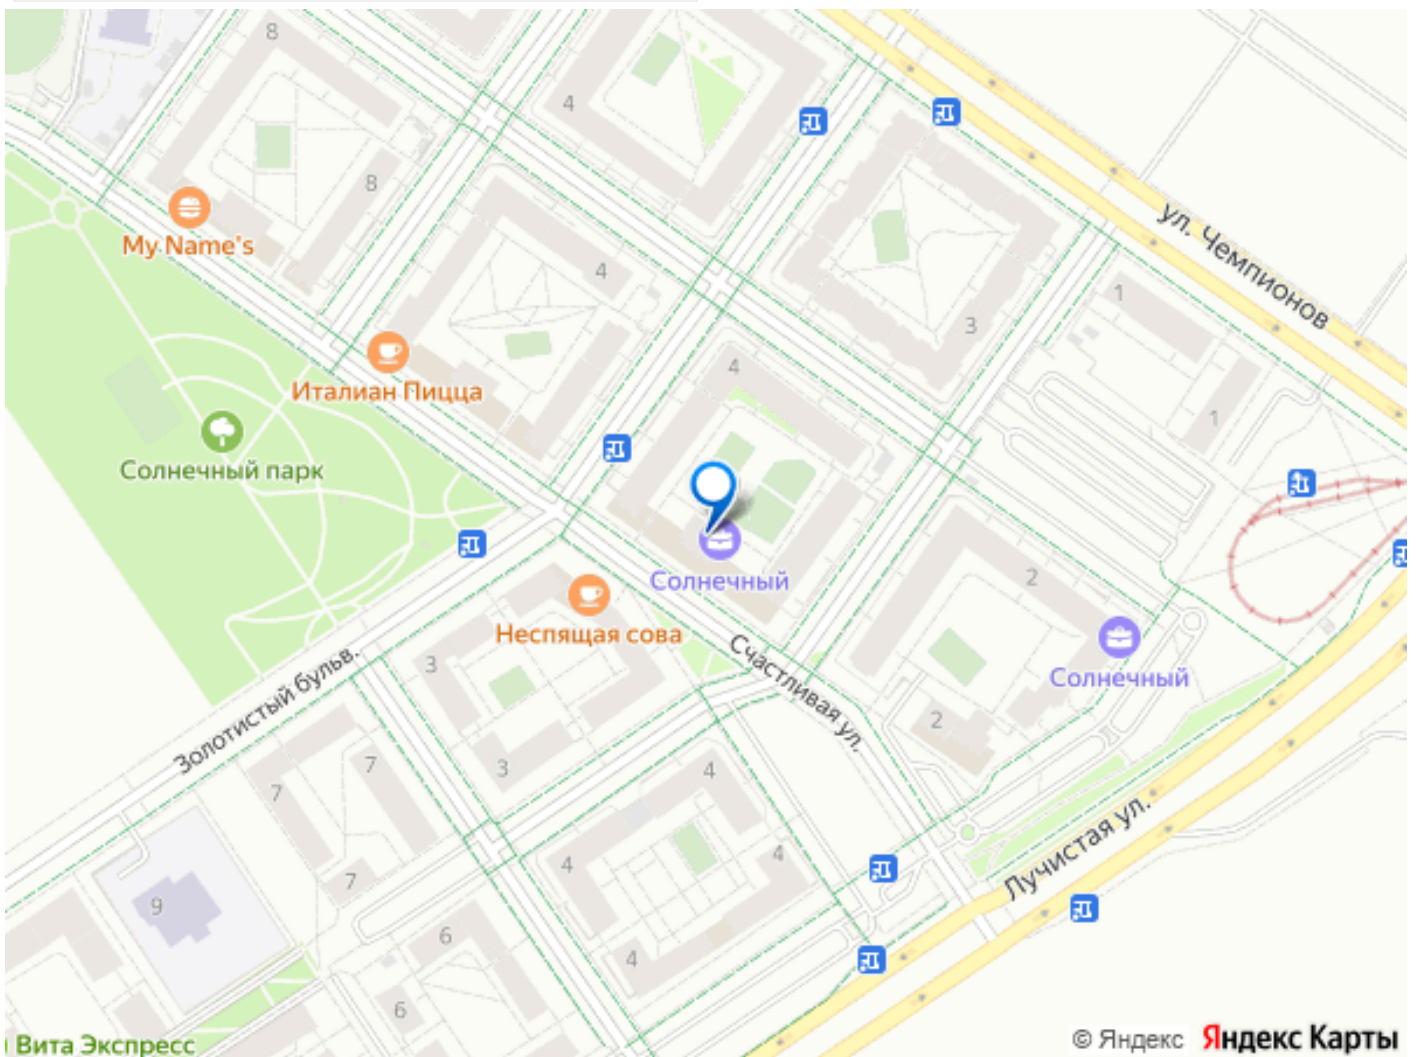 8
4
8
My Name's
4
ул. Чемпионов
1
3
Италиан Пицца
4
1
Солнечный парк
Солнечный
2
Неспящая сова
Счастливая ул.
Солнечный
3
Золотистый бульв.
2
7
3
4
7
Лучистая ул.
4
4
7
9
6
4
6
Вита Экспресс
© Яндекс Яндекс Карты